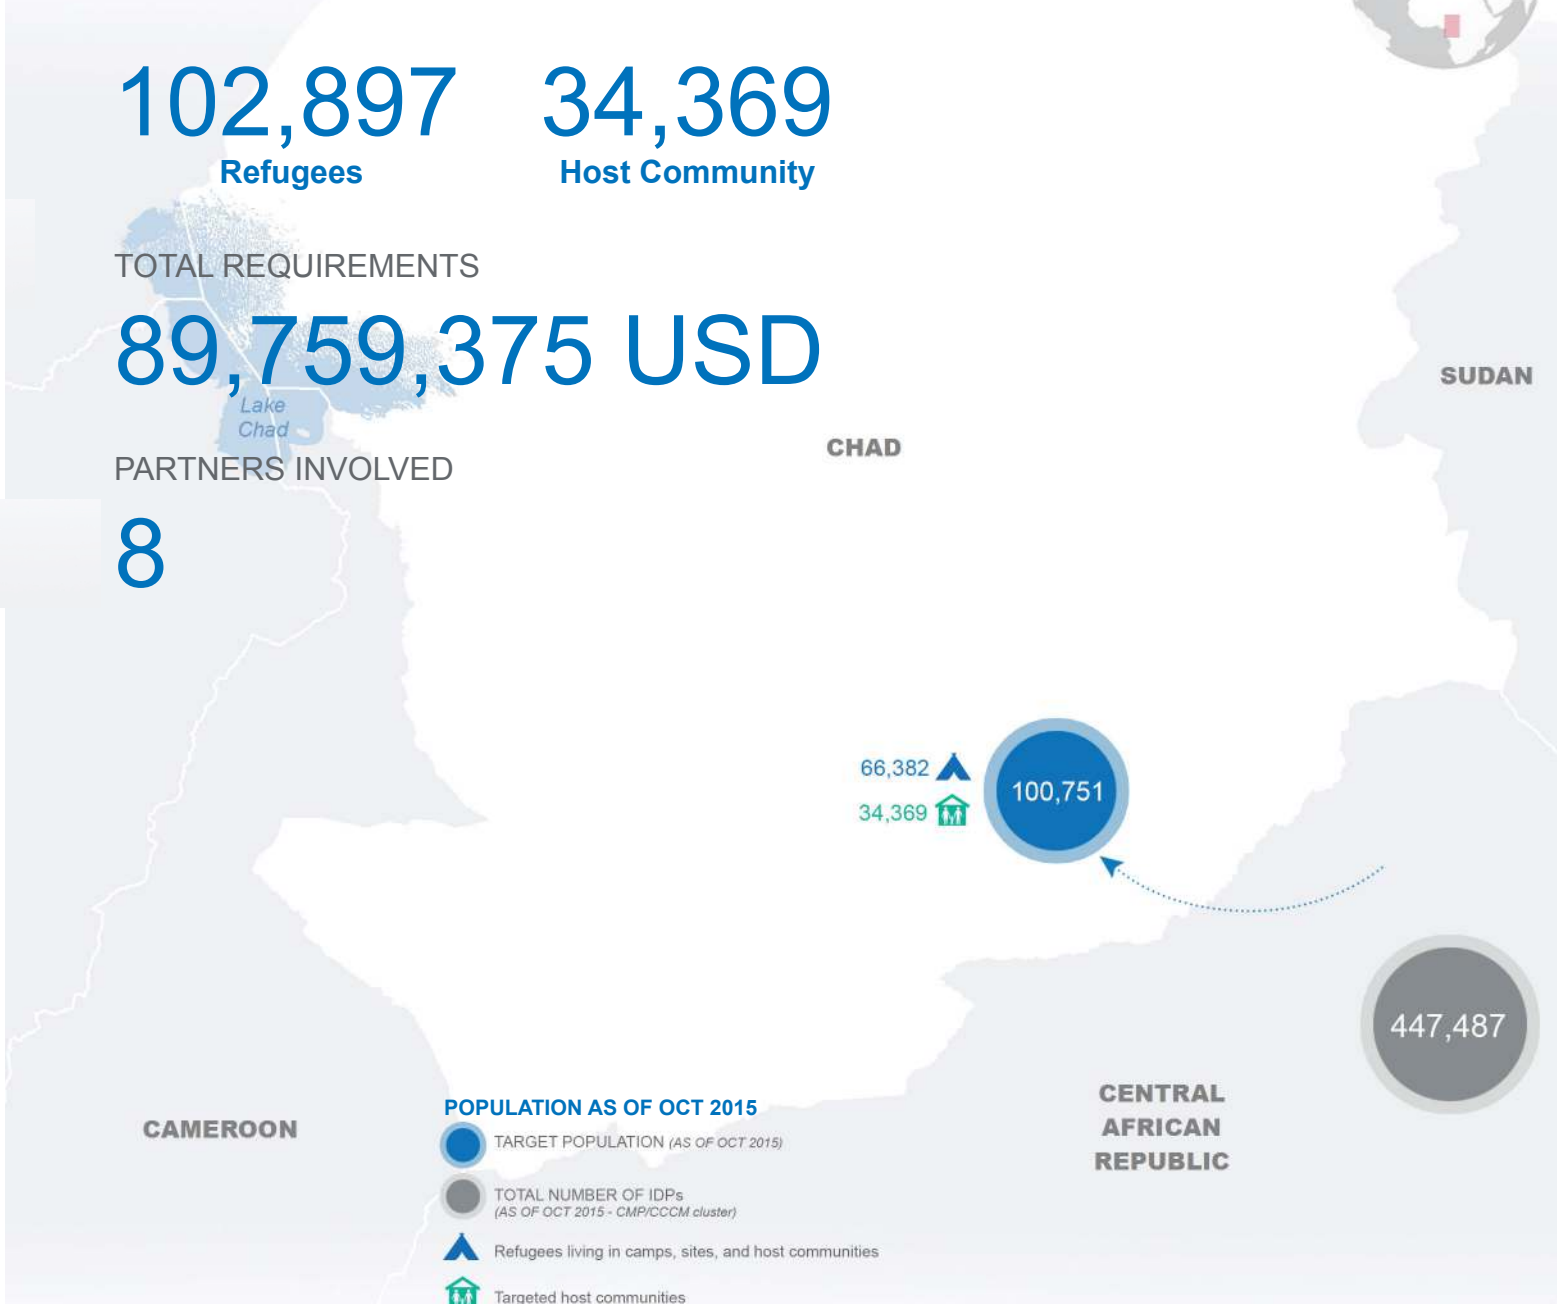 102,897 34,369
Refugees Host Community
TOTAL REQUIREMENTS
89,759,375 USD
Lake
Chad
PARTNERS INVOLVED
8
SUDAN
CHAD
66,382
34,369
100,751
447,487
CENTRAL
AFRICAN
REPUBLIC
CAMEROON
POPULATION AS OF OCT 2015
TARGET POPULATION (AS OF OCT 2015)
TOTAL NUMBER OF IDPs
(AS OF OCT 2015 - CMP/CCCM cluster)
Refugees living in camps, sites, and host communities
Targeted host communities